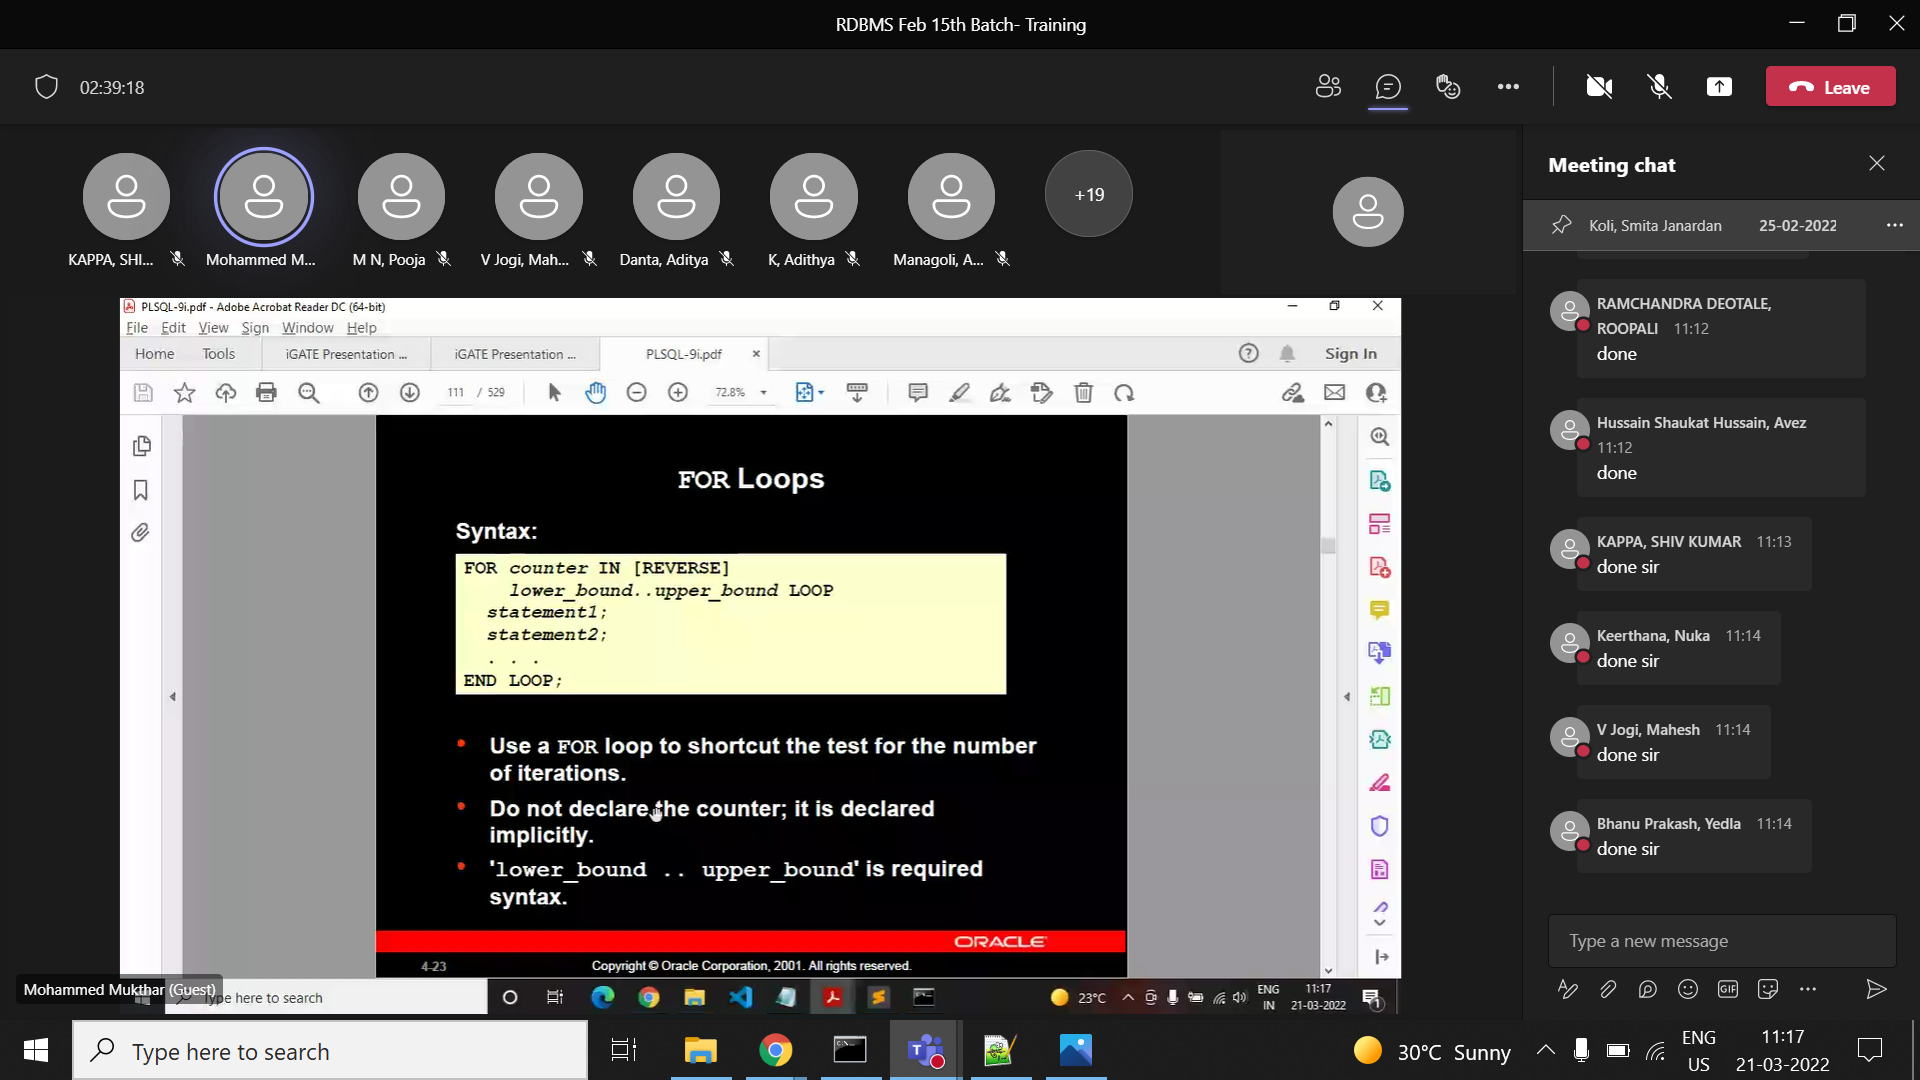 RDBMS Feb 15th Batch- Training
02:39:18
Leave
KAPPA, SHI...
Mohammed M...
M N, Pooja
V Jogi, Mah...
Danta, Aditya
K, Adithya
Managoli, A...
+19
PLSQL-9i.pdf - Adobe Acrobat Reader DC (64-bit)
File Edit View Sign Window Help
Home Tools iGATE Presentation ... iGATE Presentation ... PLSQL-9i.pdf Sign In
111 / 529 72.8%
FOR Loops
Syntax:
FOR counter IN [REVERSE]
lower_bound..upper_bound LOOP
statement1;
statement2;
. . .
END LOOP;
• Use a FOR loop to shortcut the test for the number
of iterations.
• Do not declare the counter; it is declared
implicitly.
• 'lower_bound .. upper_bound' is required
syntax.
ORACLE
4-23 Copyright © Oracle Corporation, 2001. All rights reserved.
Mohammed Mukthar (Guest)
Type here to search
23°C
ENG
IN
11:17
21-03-2022
1
Meeting chat
Koli, Smita Janardan 25-02-2022
RAMCHANDRA DEOTALE,
ROOPALI 11:12
done
Hussain Shaukat Hussain, Avez
11:12
done
KAPPA, SHIV KUMAR 11:13
done sir
Keerthana, Nuka 11:14
done sir
V Jogi, Mahesh 11:14
done sir
Bhanu Prakash, Yedla 11:14
done sir
Type a new message
GIF
Type here to search
30°C Sunny
ENG
US
11:17
21-03-2022